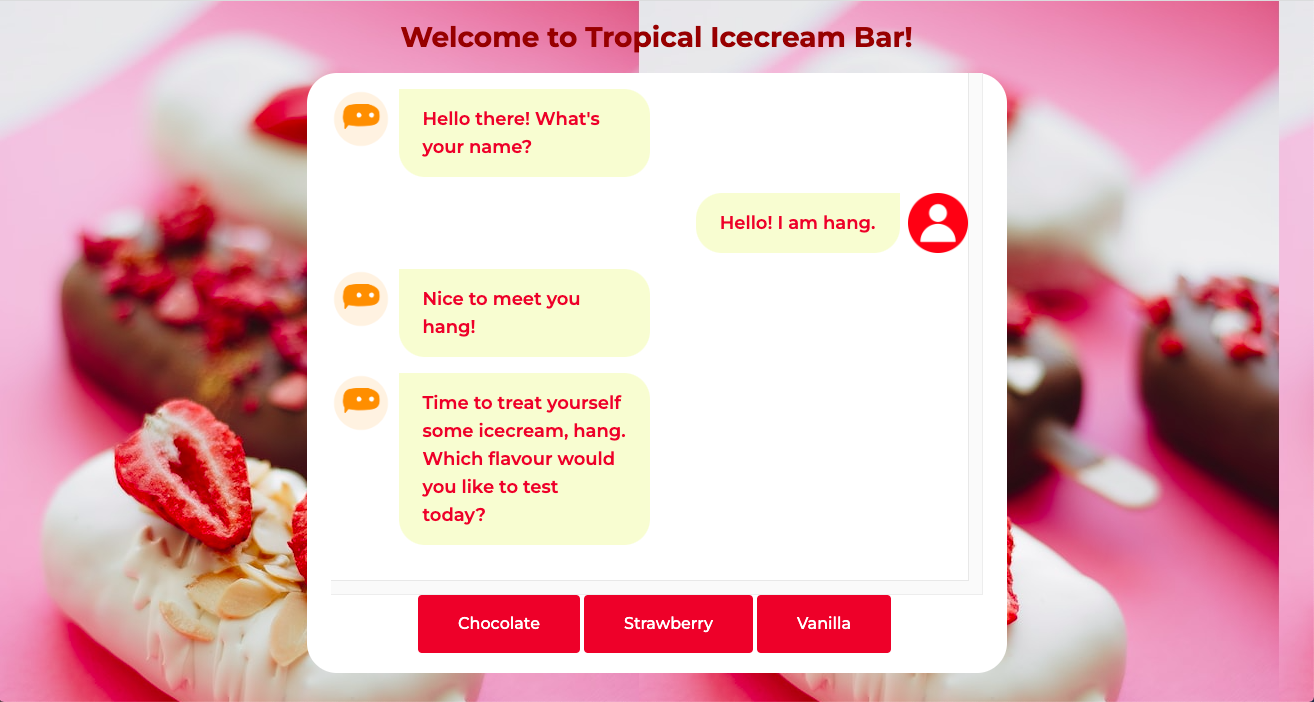 Welcome to Tropical Icecream Bar!
Hello there! What's
your name?
Hello! I am hang.
Nice to meet you
hang!
Time to treat yourself
some icecream, hang.
Which flavour would
you like to test
today?
Chocolate
Strawberry
Vanilla